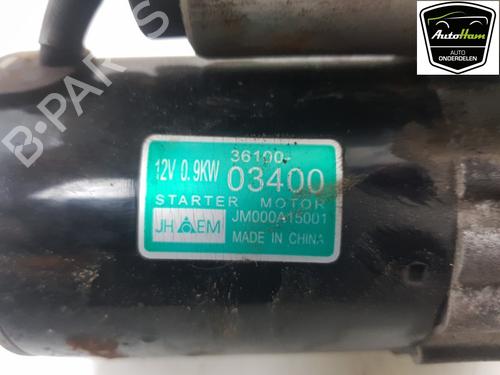 AutoHam
AUTO
ONDERDELEN
B-PARTS
12V 0.9KW 36100-
03400
STARTER MOTOR
JH EM JM000A15001
MADE IN CHINA